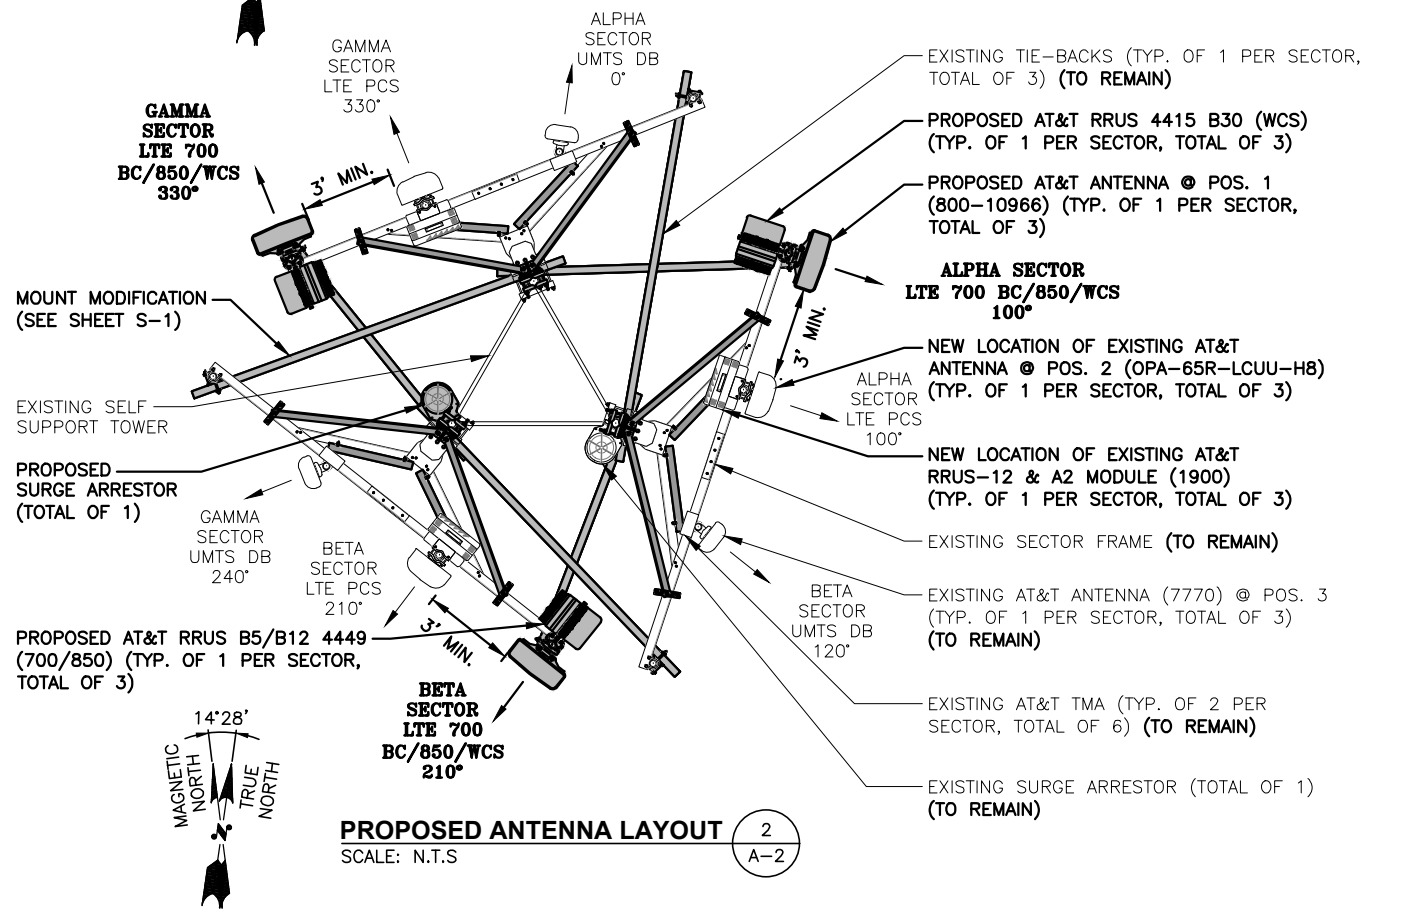 ALPHA
SECTOR
UMTS DB
0°
GAMMA
SECTOR
LTE PCS
330°
GAMMA
SECTOR
LTE 700
BC/850/WCS
330°
3' MIN.
EXISTING TIE-BACKS (TYP. OF 1 PER SECTOR,
TOTAL OF 3) (TO REMAIN)
PROPOSED AT&T RRUS 4415 B30 (WCS)
(TYP. OF 1 PER SECTOR, TOTAL OF 3)
PROPOSED AT&T ANTENNA @ POS. 1
(800-10966) (TYP. OF 1 PER SECTOR,
TOTAL OF 3)
ALPHA SECTOR
LTE 700 BC/850/WCS
100°
3' MIN.
MOUNT MODIFICATION
(SEE SHEET S-1)
NEW LOCATION OF EXISTING AT&T
ANTENNA @ POS. 2 (OPA-65R-LCUU-H8)
(TYP. OF 1 PER SECTOR, TOTAL OF 3)
ALPHA
SECTOR
LTE PCS
100°
EXISTING SELF
SUPPORT TOWER
NEW LOCATION OF EXISTING AT&T
RRUS-12 & A2 MODULE (1900)
(TYP. OF 1 PER SECTOR, TOTAL OF 3)
PROPOSED
SURGE ARRESTOR
(TOTAL OF 1)
GAMMA
SECTOR
UMTS DB
240°
BETA
SECTOR
LTE PCS
210°
EXISTING SECTOR FRAME (TO REMAIN)
BETA
SECTOR
UMTS DB
120°
EXISTING AT&T ANTENNA (7770) @ POS. 3
(TYP. OF 1 PER SECTOR, TOTAL OF 3)
(TO REMAIN)
PROPOSED AT&T RRUS B5/B12 4449
(700/850) (TYP. OF 1 PER SECTOR,
TOTAL OF 3)
3' MIN.
BETA
SECTOR
LTE 700
BC/850/WCS
210°
EXISTING AT&T TMA (TYP. OF 2 PER
SECTOR, TOTAL OF 6) (TO REMAIN)
EXISTING SURGE ARRESTOR (TOTAL OF 1)
(TO REMAIN)
14°28'
MAGNETIC
NORTH
TRUE
NORTH
N
PROPOSED ANTENNA LAYOUT
SCALE: N.T.S
2
A-2